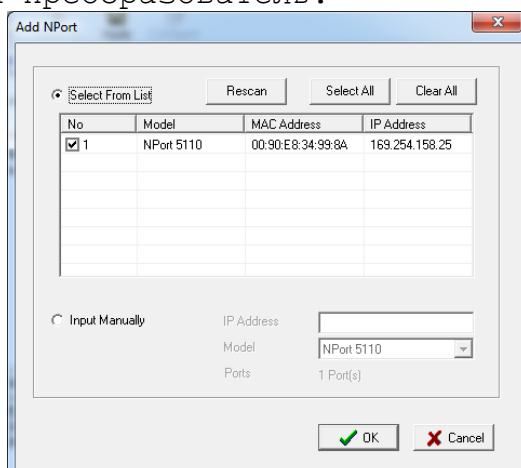 преобразователь:
Add NPort
Select From List Rescan Select All Clear All
No Model MAC Address IP Address
1 NPort 5110 00:90:E8:34:99:8A 169.254.158.25
Input Manually IP Address
Model NPort 5110
Ports 1 Port(s)
OK Cancel